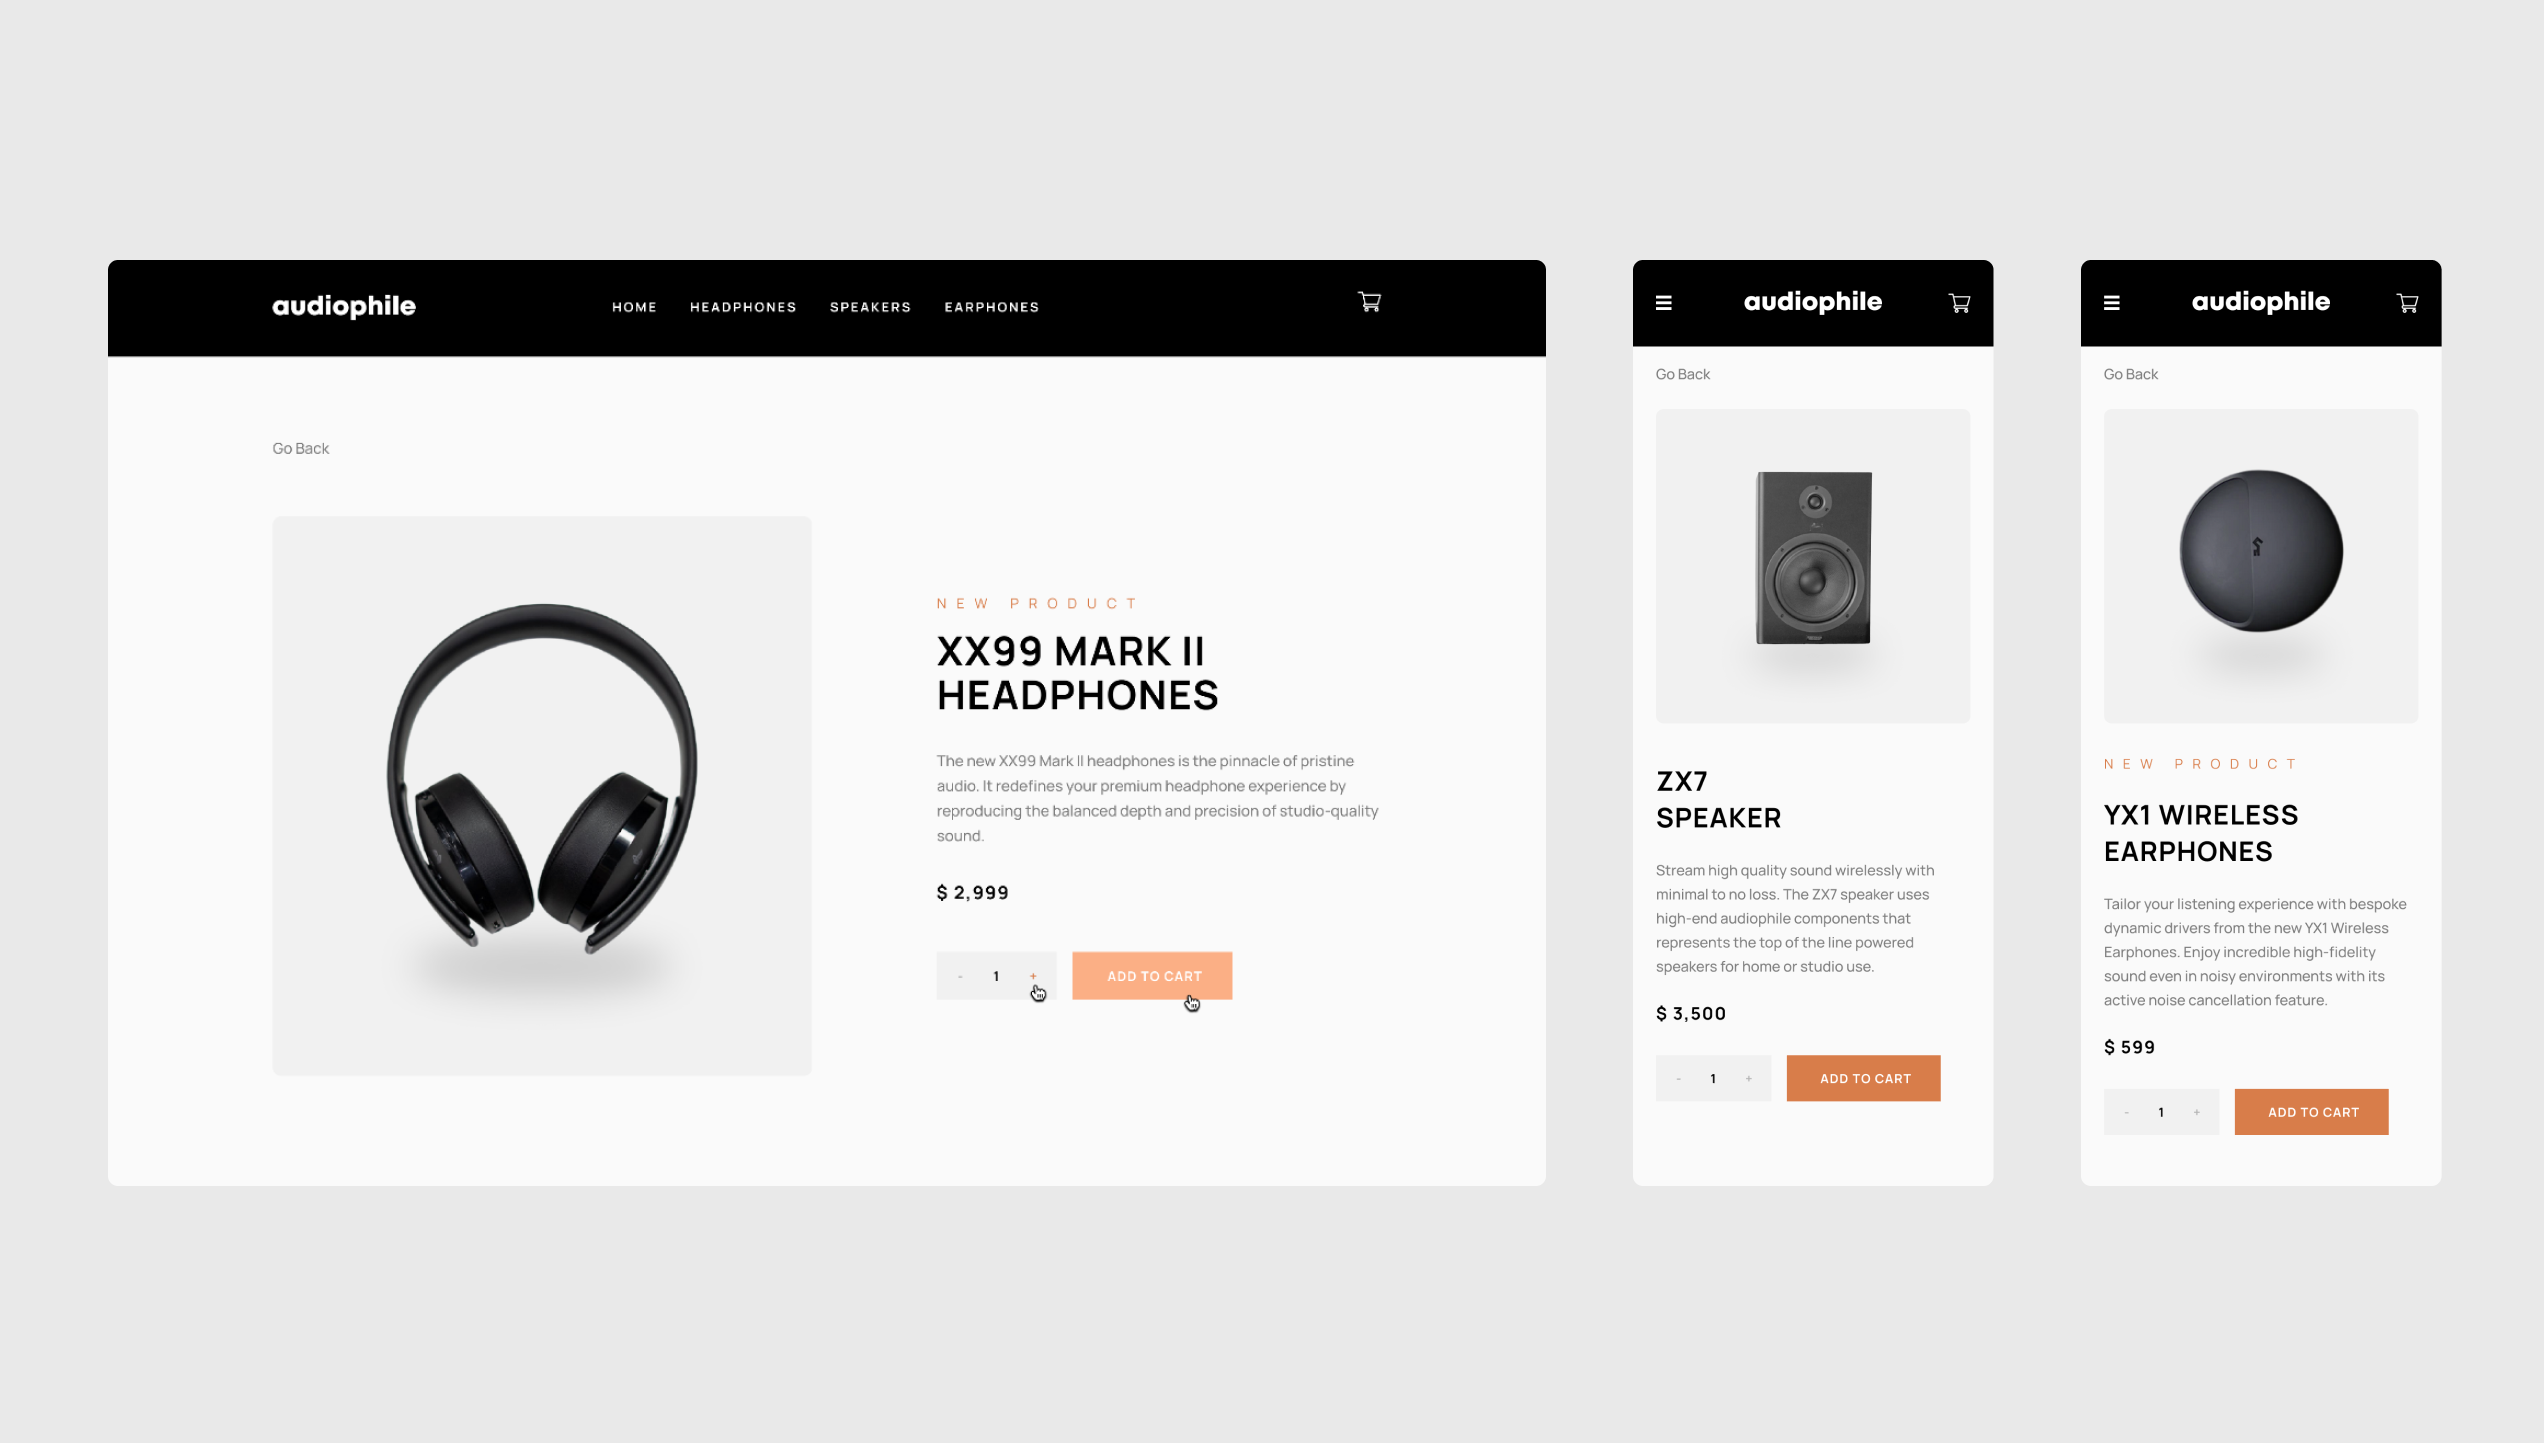 audiophile
HOME HEADPHONES SPEAKERS EARPHONES
Go Back
NEW PRODUCT
XX99 MARK II
HEADPHONES
The new XX99 Mark II headphones is the pinnacle of pristine
audio. It redefines your premium headphone experience by
reproducing the balanced depth and precision of studio-quality
sound.
$ 2,999
- 1 +
ADD TO CART
audiophile
Go Back
ZX7
SPEAKER
Stream high quality sound wirelessly with
minimal to no loss. The ZX7 speaker uses
high-end audiophile components that
represents the top of the line powered
speakers for home or studio use.
$ 3,500
- 1 +
ADD TO CART
audiophile
Go Back
NEW PRODUCT
YX1 WIRELESS
EARPHONES
Tailor your listening experience with bespoke
dynamic drivers from the new YX1 Wireless
Earphones. Enjoy incredible high-fidelity
sound even in noisy environments with its
active noise cancellation feature.
$ 599
- 1 +
ADD TO CART